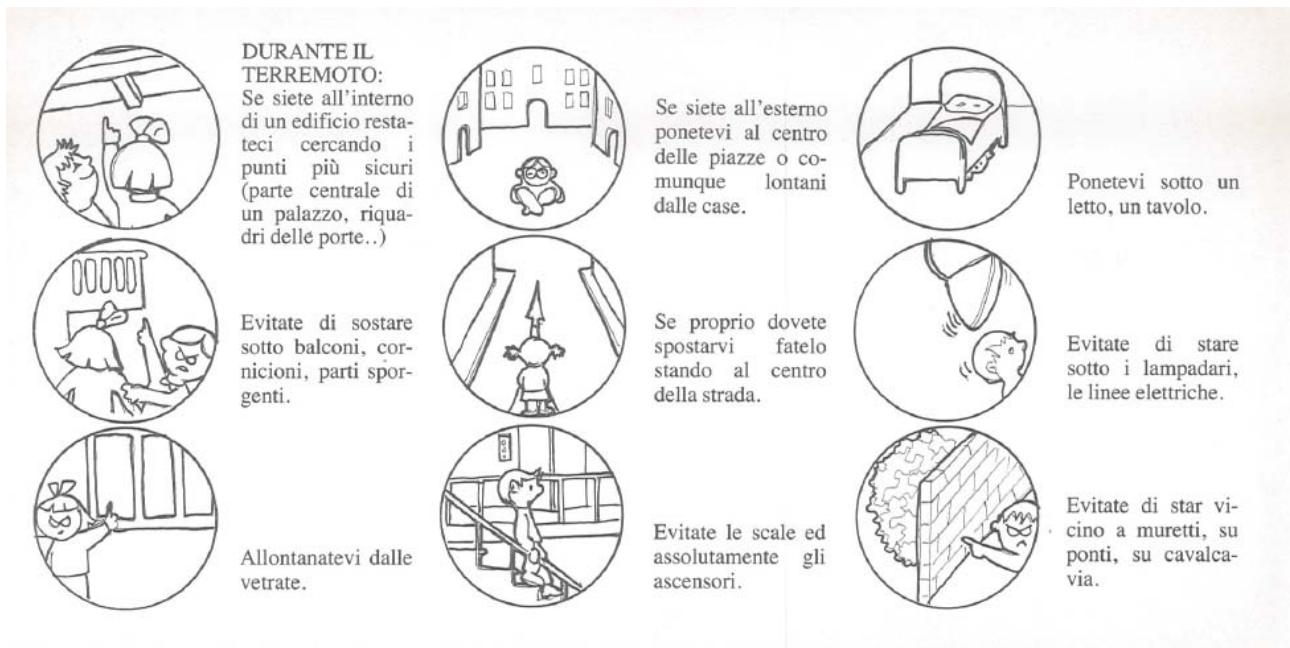 DURANTE IL
TERREMOTO:
Se siete all'interno
di un edificio resta-
teci cercando i
punti più sicuri
(parte centrale di
un palazzo, riqua-
dri delle porte..)
Se siete all'esterno
ponetevi al centro
delle piazze o co-
munque lontani
dalle case.
Ponetevi sotto un
letto, un tavolo.
Evitate di sostare
sotto balconi, cor-
nicioni, parti spor-
genti.
Se proprio dovete
spostarvi fatelo
stando al centro
della strada.
Evitate di stare
sotto i lampadari,
le linee elettriche.
Allontanatevi dalle
vetrate.
Evitate le scale ed
assolutamente gli
ascensori.
Evitate di star vi-
cino a muretti, su
ponti, su cavalca-
via.